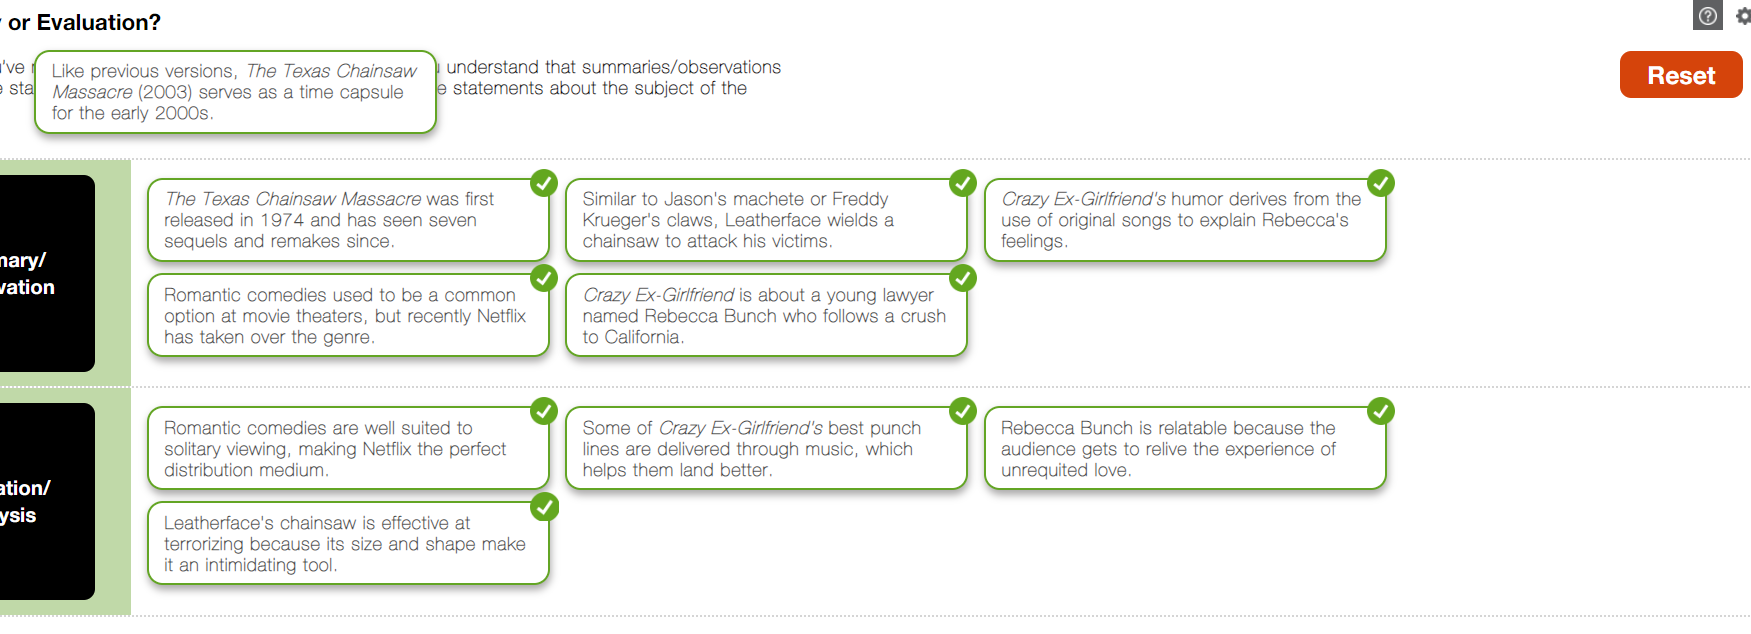 or Evaluation?
Like previous versions, The Texas Chainsaw
Massacre (2003) serves as a time capsule
for the early 2000s.
've
understand that summaries/observations
sta
e statements about the subject of the
Reset
mary/
vation
The Texas Chainsaw Massacre was first
released in 1974 and has seen seven
sequels and remakes since.
Similar to Jason's machete or Freddy
Krueger's claws, Leatherface wields a
chainsaw to attack his victims.
Crazy Ex-Girlfriend's humor derives from the
use of original songs to explain Rebecca's
feelings.
Romantic comedies used to be a common
option at movie theaters, but recently Netflix
has taken over the genre.
Crazy Ex-Girlfriend is about a young lawyer
named Rebecca Bunch who follows a crush
to California.
ation/
ysis
Romantic comedies are well suited to
solitary viewing, making Netflix the perfect
distribution medium.
Some of Crazy Ex-Girlfriend's best punch
lines are delivered through music, which
helps them land better.
Rebecca Bunch is relatable because the
audience gets to relive the experience of
unrequited love.
Leatherface's chainsaw is effective at
terrorizing because its size and shape make
it an intimidating tool.